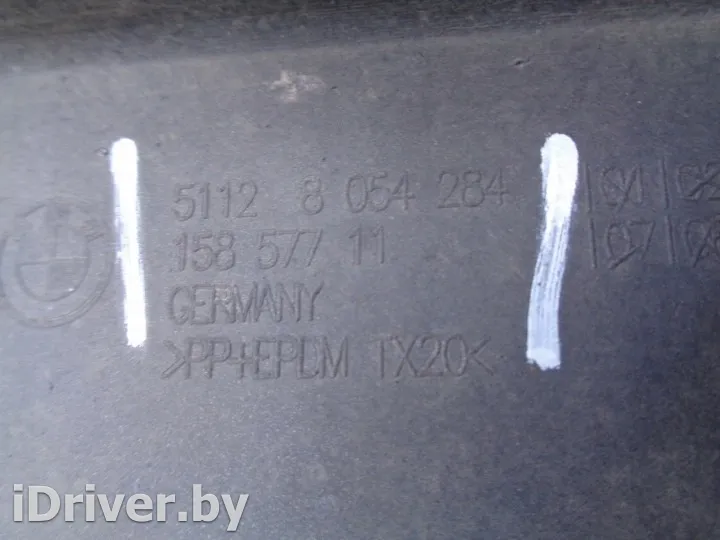 5112 8 054 284
158 577 11
GERMANY
>PP+EPDM TX20<
iDriver.by